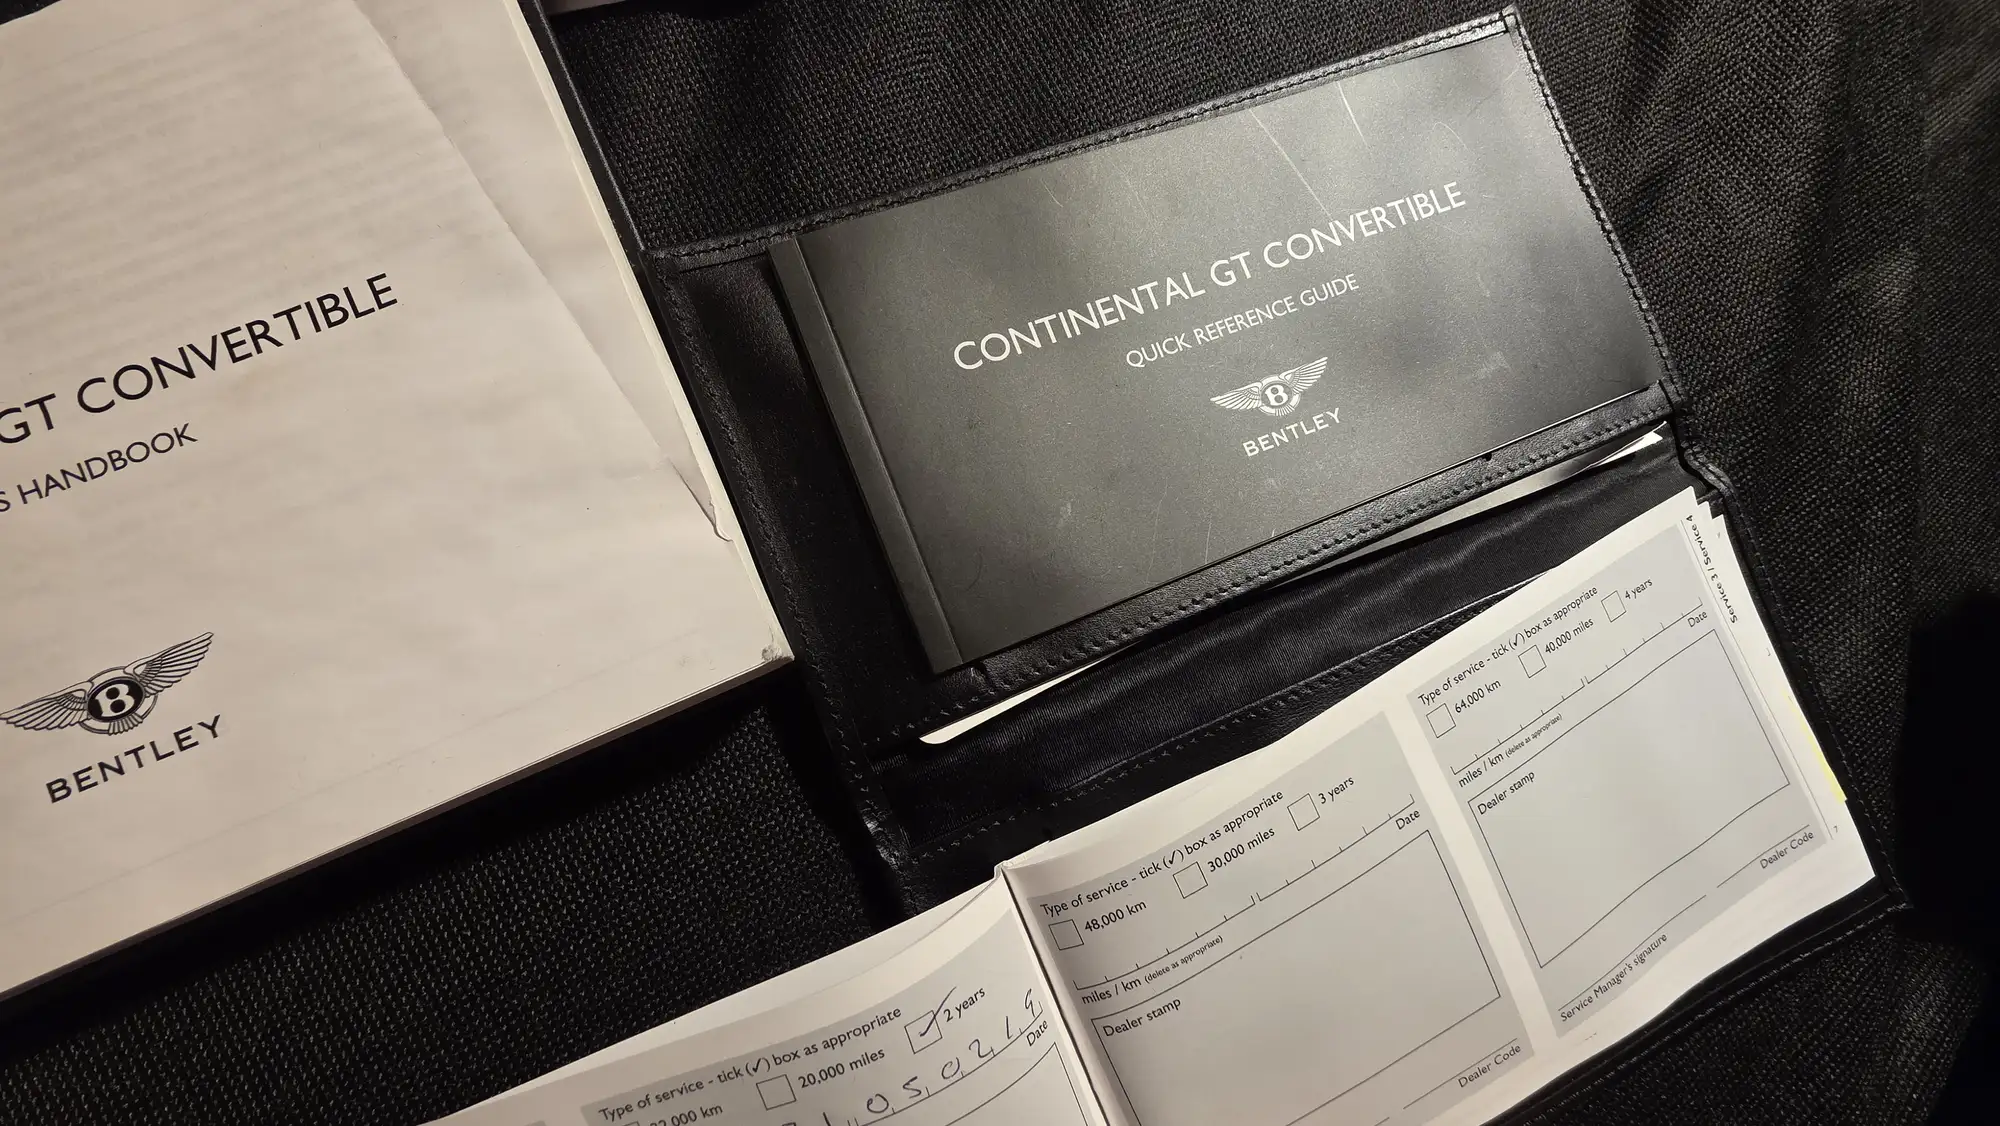 GT CONVERTIBLE
S HANDBOOK
B
BENTLEY
CONTINENTAL GT CONVERTIBLE
QUICK REFERENCE GUIDE
B
BENTLEY
Type of service - tick (✓) box as appropriate
20,000 miles
2 years
000 km
050219
Date
Type of service - tick (✓) box as appropriate
48,000 km
30,000 miles
3 years
miles / km (delete as appropriate)
Date
Dealer stamp
Dealer Code
Service 3 / Service 4
Type of service - tick (✓) box as appropriate
64,000 km
40,000 miles
4 years
miles / km (delete as appropriate)
Date
Dealer stamp
Service Manager's signature
Dealer Code
7